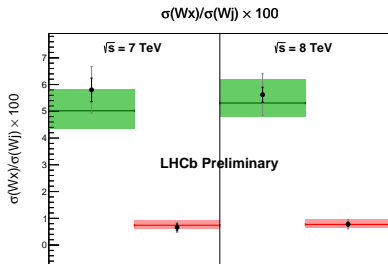 σ(Wx)/σ(Wj) × 100
√s = 7 TeV
√s = 8 TeV
σ(Wx)/σ(Wj) × 100
7
6
5
4
3
2
1
0
LHCb Preliminary